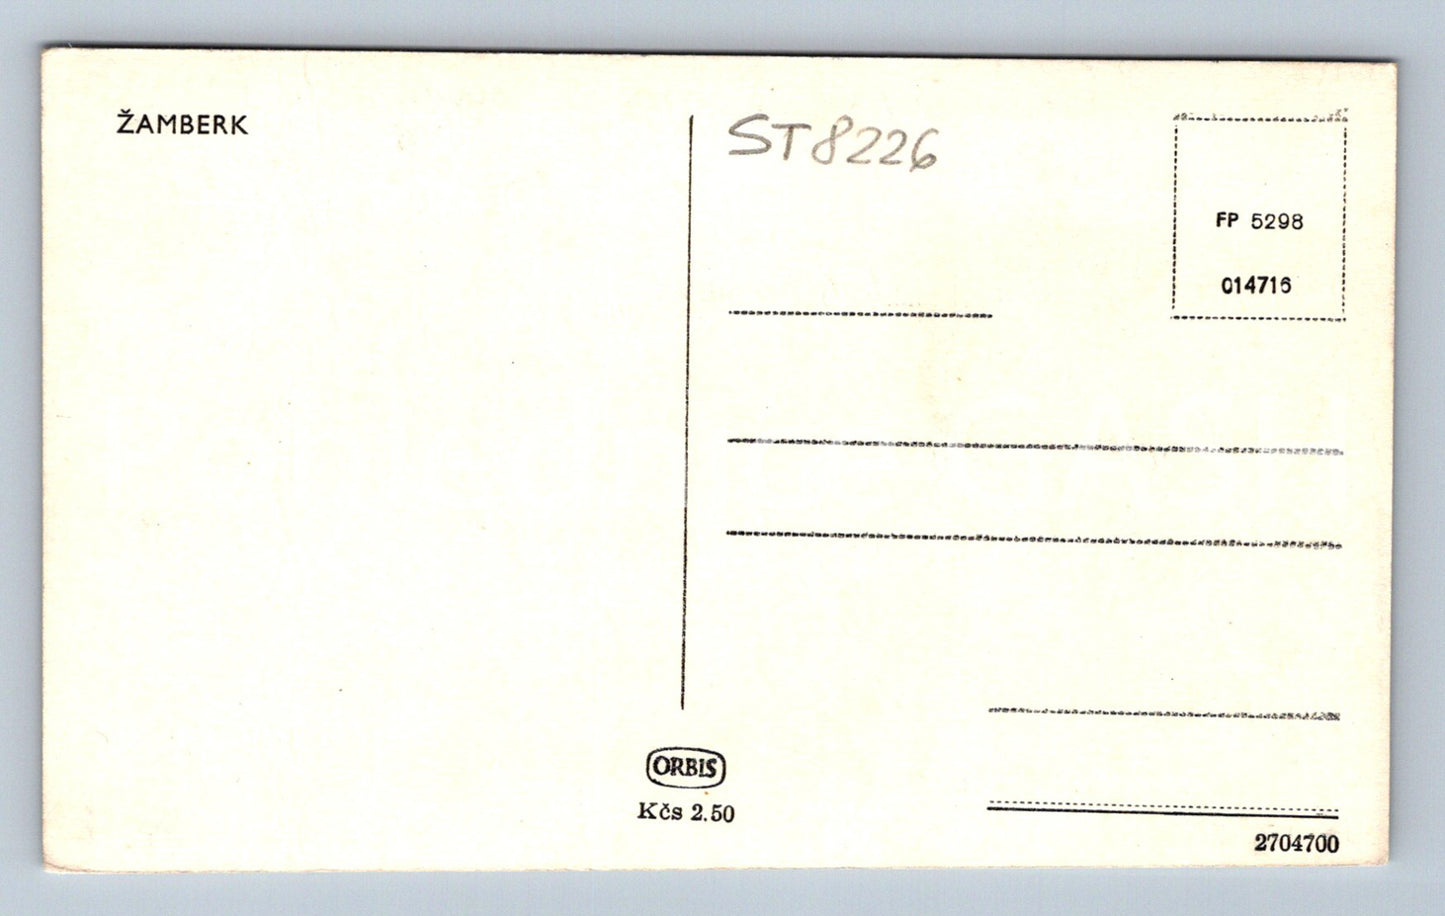 ŽAMBERK
ST8226
FP 5298
014716
ORBIS
Kčs 2.50
2704700